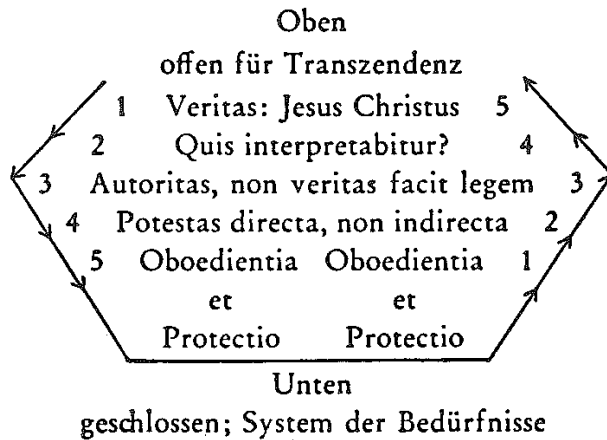 Oben
offen für Transzendenz
1 Veritas: Jesus Christus 5
2 Quis interpretabitur? 4
3 Autoritas, non veritas facit legem 3
4 Potestas directa, non indirecta 2
5 Oboedientia Oboedientia 1
et et
Protectio Protectio
Unten
geschlossen; System der Bedürfnisse